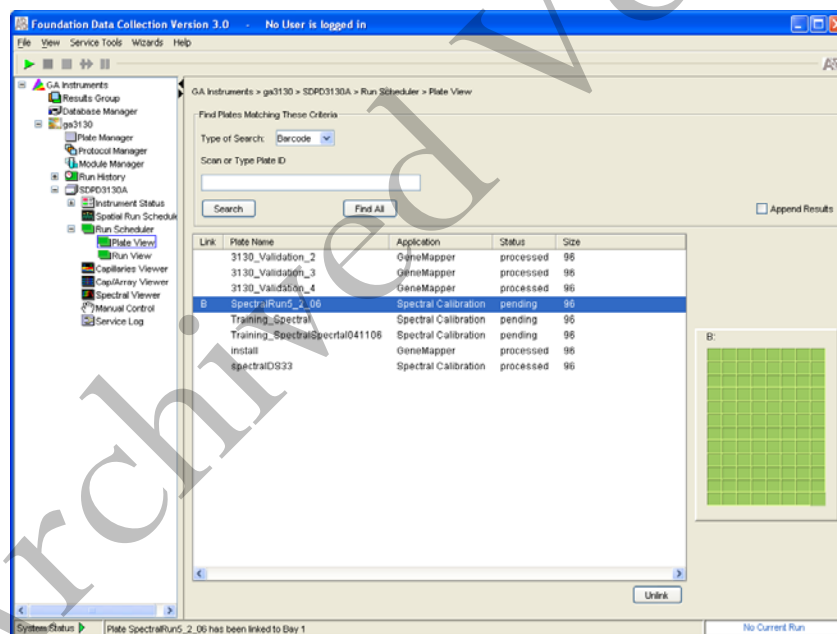 Foundation Data Collection Version 3.0 - No User is logged in
File View Service Tools Wizards Help
GA Instruments
Results Group
Database Manager
ga3130
Plate Manager
Protocol Manager
Module Manager
Run History
SDPD3130A
Instrument Status
Spatial Run Schedule
Run Scheduler
Plate View
Run View
Capillaries Viewer
Cap/Array Viewer
Spectral Viewer
Manual Control
Service Log
GA Instruments > ga3130 > SDPD3130A > Run Scheduler > Plate View
Find Plates Matching These Criteria
Type of Search: Barcode
Scan or Type Plate ID
Search Find All Append Results
Link Plate Name Application Status Size
3130_Validation_2 GeneMapper processed 96
3130_Validation_3 GeneMapper processed 96
3130_Validation_4 GeneMapper processed 96
B SpectralRun5_2_06 Spectral Calibration pending 96
Training_Spectral Spectral Calibration pending 96
Training_SpectralSpecrtal041106 Spectral Calibration pending 96
install GeneMapper processed 96
spectralDS33 Spectral Calibration processed 96
B:
Unlink
System Status Plate SpectralRun5_2_06 has been linked to Bay 1 No Current Run
Archived Ve